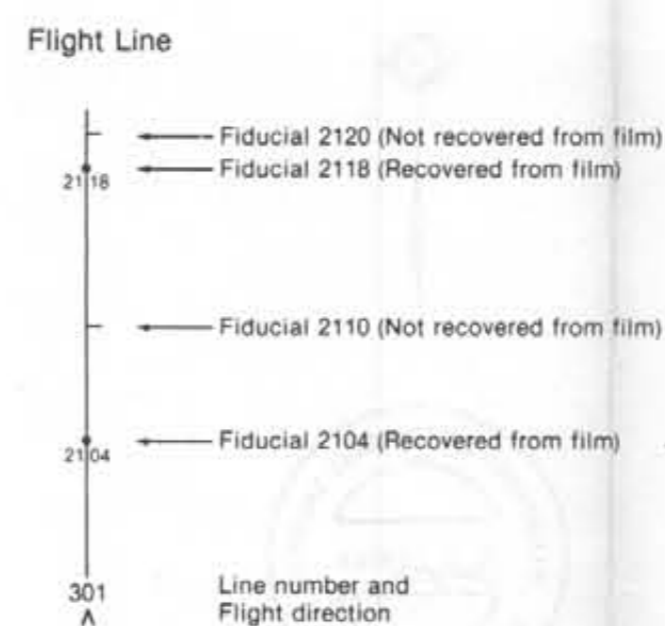 Flight Line
Fiducial 2120 (Not recovered from film)
2118
Fiducial 2118 (Recovered from film)
Fiducial 2110 (Not recovered from film)
2104
Fiducial 2104 (Recovered from film)
301
Line number and
Flight direction